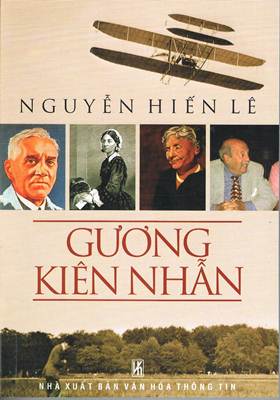 NGUYỄN HIẾN LÊ
GƯƠNG
KIÊN NHẪN
NHÀ XUẤT BẢN VĂN HÓA THÔNG TIN